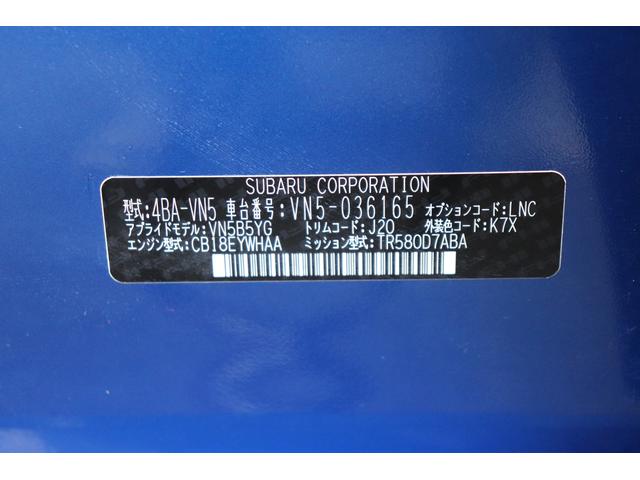 SUBARU CORPORATION
型式:4BA-VN5 車台番号:VN5-036165 オプションコード:LNC
アプライドモデル:VN5B5YG トリムコード:J20 外装色コード:K7X
エンジン型式:CB18EYWHAA ミッション型式:TR580D7ABA